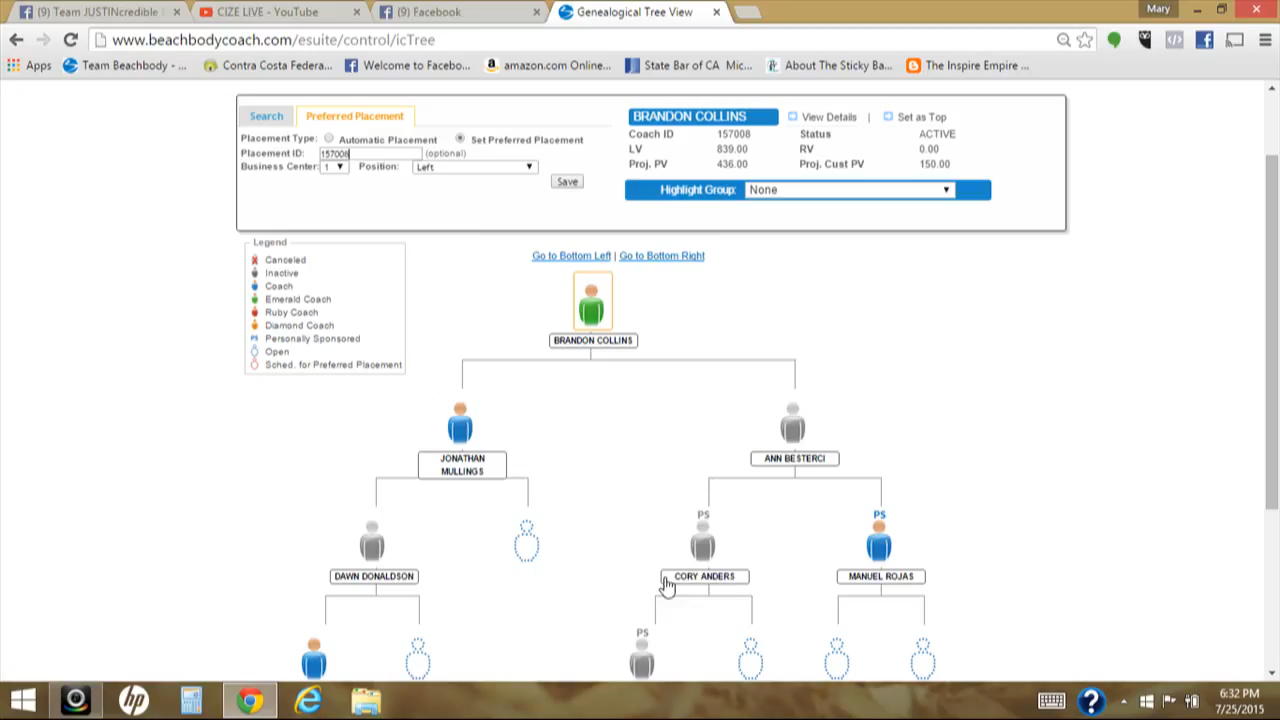 (9) Team JUSTINcredible
CIZE LIVE - YouTube
(9) Facebook
Genealogical Tree View
Mary
www.beachbodycoach.com/esuite/control/icTree
Apps
Team Beachbody - ...
Contra Costa Federa...
Welcome to Facebo...
amazon.com Online...
State Bar of CA Mic...
About The Sticky Ba...
The Inspire Empire ...
Search
Preferred Placement
Placement Type: Automatic Placement Set Preferred Placement
Placement ID: 157008 (optional)
Business Center: 1 Position: Left
Save
BRANDON COLLINS View Details | Set as Top
Coach ID 157008 Status ACTIVE
LV 839.00 RV 0.00
Proj. PV 436.00 Proj. Cust PV 150.00
Highlight Group: None
Legend
Canceled
Inactive
Coach
Emerald Coach
Ruby Coach
Diamond Coach
PS Personally Sponsored
Open
Sched. for Preferred Placement
Go to Bottom Left | Go to Bottom Right
BRANDON COLLINS
JONATHAN
MULLINGS
ANN BESTERCI
PS
PS
DAWN DONALDSON
CORY ANDERS
MANUEL ROJAS
PS
hp
6:32 PM
7/25/2015